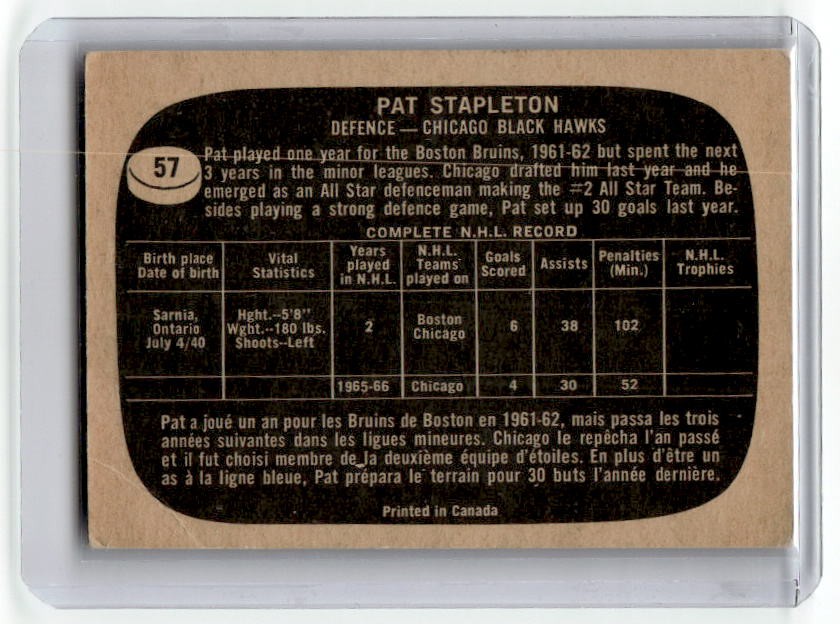 PAT STAPLETON
DEFENCE — CHICAGO BLACK HAWKS
57
Pat played one year for the Boston Bruins, 1961-62 but spent the next
3 years in the minor leagues. Chicago drafted him last year and he
emerged as an All Star defenceman making the #2 All Star Team. Be-
sides playing a strong defence game, Pat set up 30 goals last year.
COMPLETE N.H.L. RECORD
Birth place
Date of birth
Vital
Statistics
Years
played
in N.H.L.
N.H.L.
Teams
played on
Goals
Scored
Assists
Penalties
(Min.)
N.H.L.
Trophies
Sarnia,
Ontario
July 4/40
Hght.--5'8"
Wght.--180 lbs.
Shoots--Left
2
Boston
Chicago
6
38
102
1965-66
Chicago
4
30
52
Pat a joué un an pour les Bruins de Boston en 1961-62, mais passa les trois
années suivantes dans les ligues mineures. Chicago le repêcha l'an passé
et il fut choisi membre de la deuxième équipe d'étoiles. En plus d'être un
as à la ligne bleue, Pat prépara le terrain pour 30 buts l'année dernière.
Printed in Canada